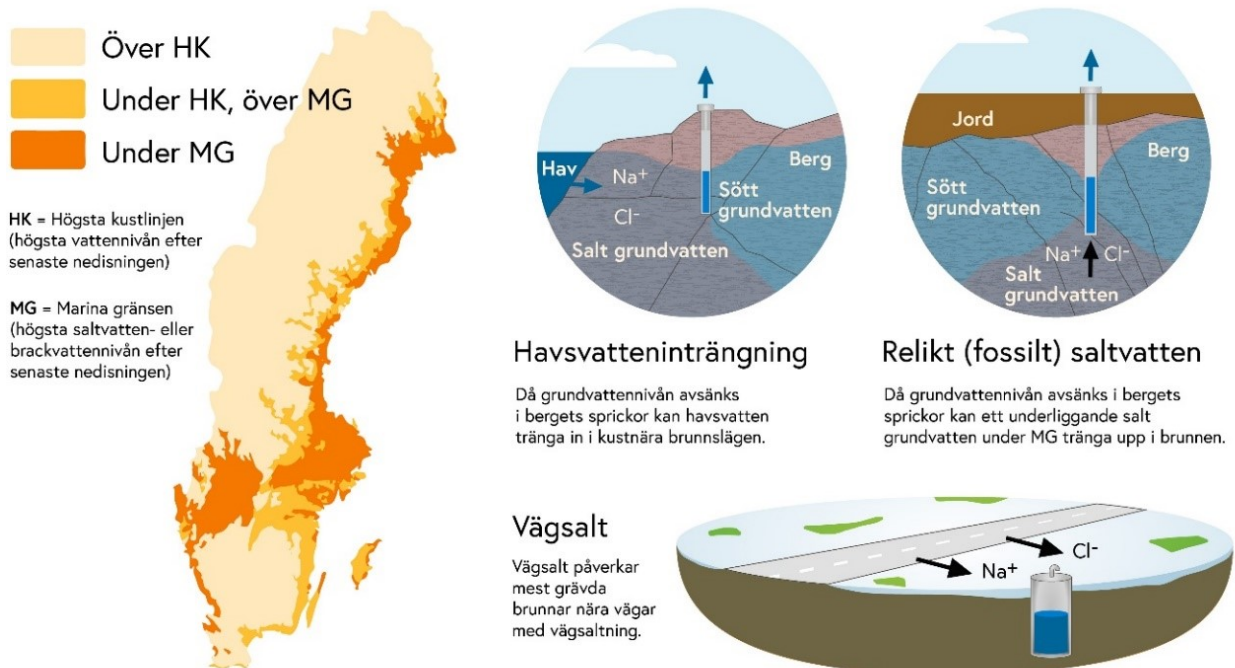 Över HK
Under HK, över MG
Under MG
HK = Högsta kustlinjen
(högsta vattennivån efter
senaste nedisningen)
MG = Marina gränsen
(högsta saltvatten- eller
brackvattennivån efter
senaste nedisningen)
Hav
Na+
Cl-
Berg
Sött
grundvatten
Salt grundvatten
Havsvatteninträngning
Då grundvattennivån avsänks
i bergets sprickor kan havsvatten
tränga in i kustnära brunnslägen.
Jord
Berg
Sött
grundvatten
Na+
Cl-
Salt
grundvatten
Relikt (fossilt) saltvatten
Då grundvattennivån avsänks i bergets
sprickor kan ett underliggande salt
grundvatten under MG tränga upp i brunnen.
Vägsalt
Vägsalt påverkar
mest grävda
brunnar nära vägar
med vägsaltning.
Cl-
Na+